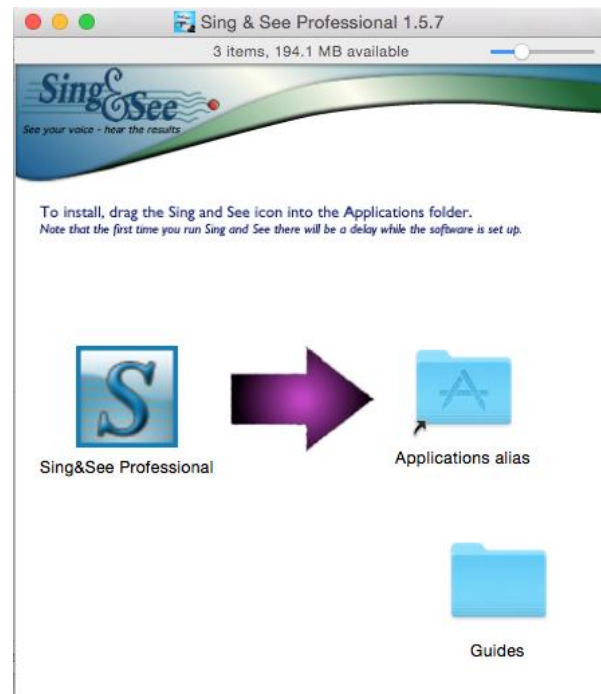 Sing & See Professional 1.5.7
3 items, 194.1 MB available
Sing&See
See your voice - hear the results
To install, drag the Sing and See icon into the Applications folder.
Note that the first time you run Sing and See there will be a delay while the software is set up.
S
Sing&See Professional
Applications alias
Guides